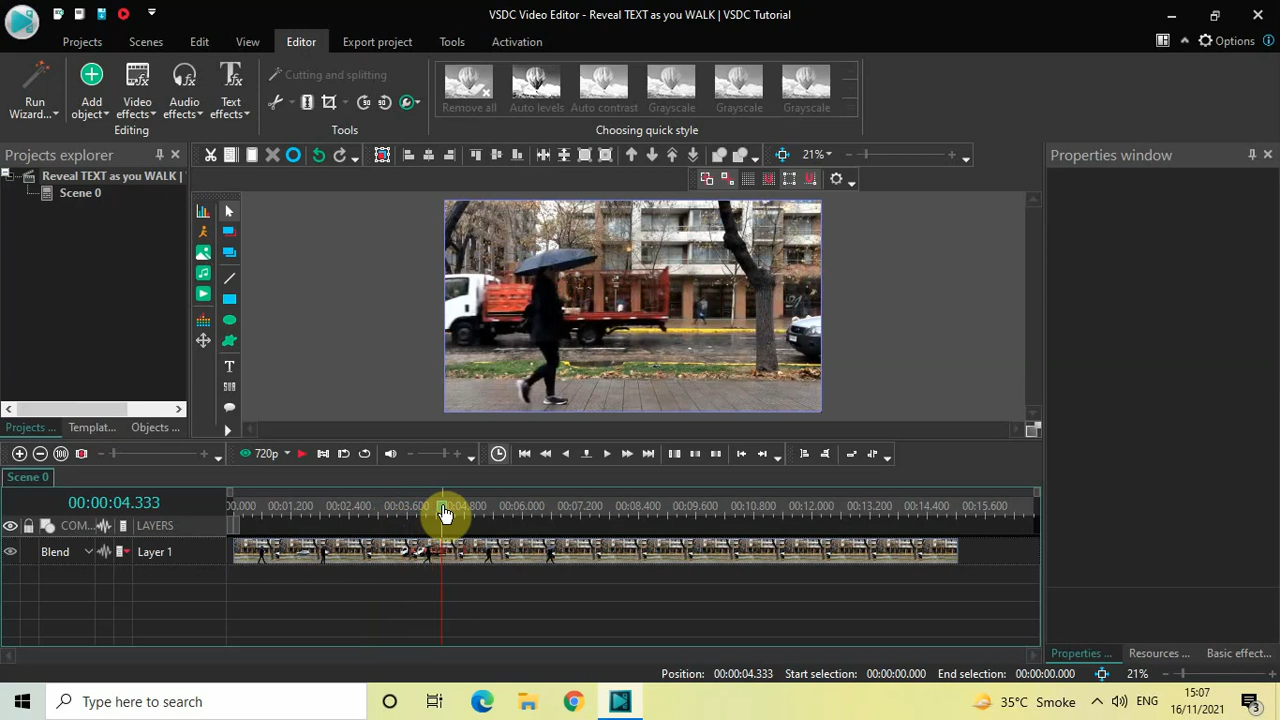 VSDC Video Editor - Reveal TEXT as you WALK | VSDC Tutorial
Projects Scenes Edit View Editor Export project Tools Activation
Options
Run Wizard...
Add object
Video effects
Audio effects
Text effects
Editing
Cutting and splitting
Tools
Remove all
Auto levels
Auto contrast
Grayscale
Grayscale
Grayscale
Choosing quick style
Projects explorer
21%
Properties window
Reveal TEXT as you WALK |
Scene 0
Projects ... Templat... Objects ...
720p
Scene 0
00:00:04.333
0.000 00:01.200 00:02.400 00:03.600 00:04.800 00:06.000 00:07.200 00:08.400 00:09.600 00:10.800 00:12.000 00:13.200 00:14.400 00:15.600
COM... LAYERS
Blend Layer 1
Properties ... Resources ... Basic effect...
Position: 00:00:04.333 Start selection: 00:00:00.000 End selection: 00:00:00.000 21%
Type here to search
35°C Smoke
ENG
15:07
16/11/2021
3